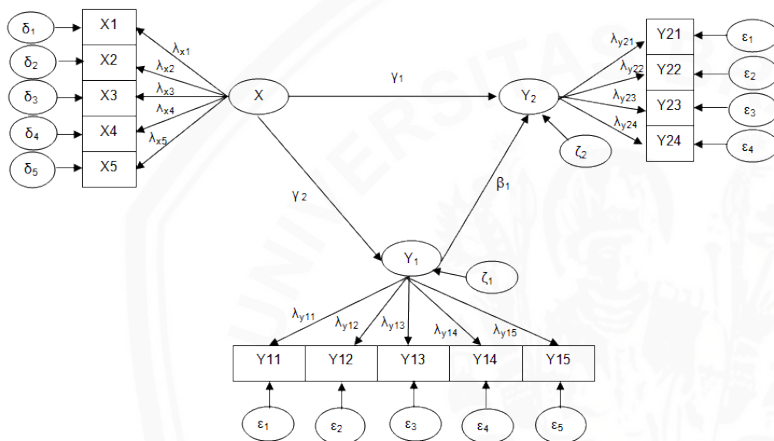 δ1 X1 λx1
δ2 X2 λx2
δ3 X3 λx3
δ4 X4 λx4
δ5 X5 λx5
X γ1 Y2
λy21 Y21 ε1
λy22 Y22 ε2
λy23 Y23 ε3
λy24 Y24 ε4
ζ2
γ2 β1
Y1 ζ1
λy11 λy12 λy13 λy14 λy15
Y11 Y12 Y13 Y14 Y15
ε1 ε2 ε3 ε4 ε5
UNIVERSITAS